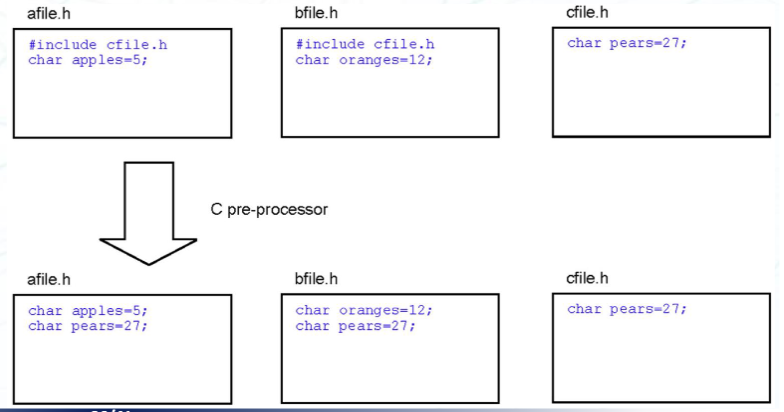 afile.h
bfile.h
cfile.h
#include cfile.h
char apples=5;
#include cfile.h
char oranges=12;
char pears=27;
C pre-processor
afile.h
bfile.h
cfile.h
char apples=5;
char pears=27;
char oranges=12;
char pears=27;
char pears=27;